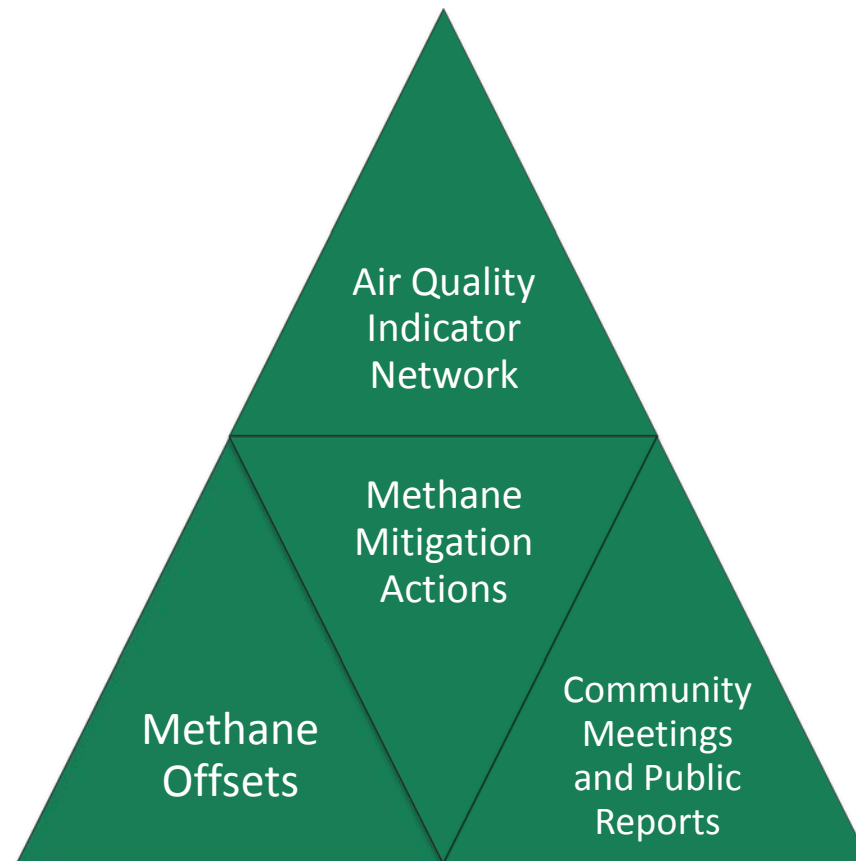 Air Quality
Indicator
Network
Methane
Mitigation
Actions
Methane
Offsets
Community
Meetings
and Public
Reports